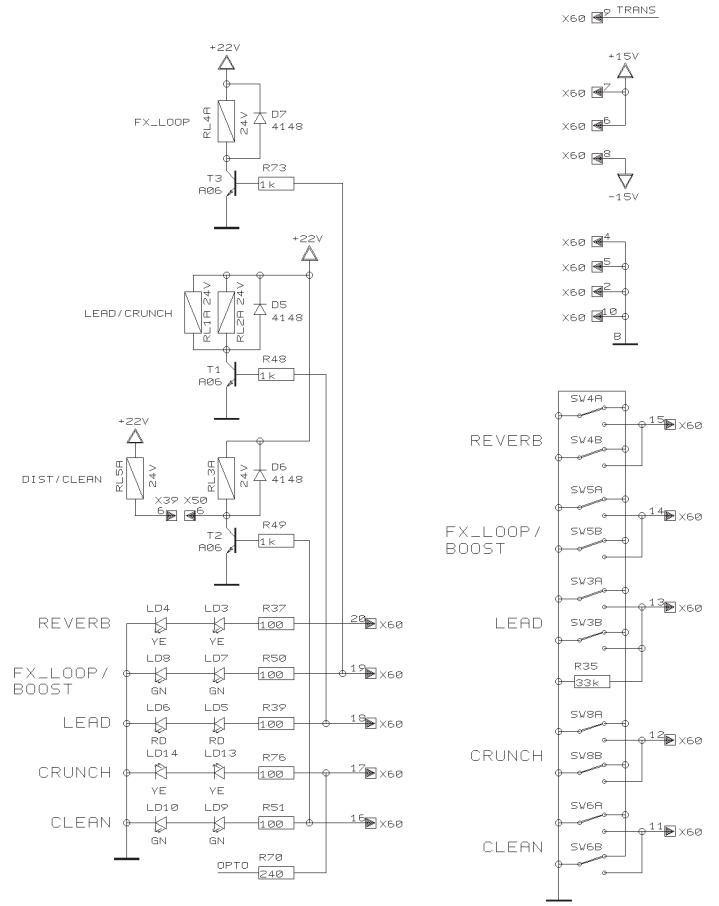 X60 9 TRANS
+22V
+15V
X60 7
RL4A 24V
D7
4148
FX_LOOP
X60 6
X60 8
R73
T3
A06
1k
-15V
+22V
X60 4
X60 5
X60 2
X60 10
B
RL1A 24V
RL2A 24V
D5
4148
LEAD/CRUNCH
R48
T1
A06
1k
+22V
RL5A 24V
RL3A 24V
D6
4148
DIST/CLEAN
X39 X50
6 6
R49
T2
A06
1k
LD4 LD3 R37
REVERB 100 20 X60
YE YE
LD8 LD7 R50
FX_LOOP/ 100 19 X60
BOOST
GN GN
LD6 LD5 R39
LEAD 100 18 X60
RD RD
LD14 LD13 R76
CRUNCH 100 17 X60
YE YE
LD10 LD9 R51
CLEAN 100 16 X60
GN GN
OPTO R70
240
SW4A
15 X60
REVERB
SW4B
SW5A
14 X60
FX_LOOP/
BOOST
SW5B
SW3A
13 X60
LEAD
SW3B
R35
33k
SW8A
12 X60
CRUNCH
SW8B
SW6A
11 X60
CLEAN
SW6B